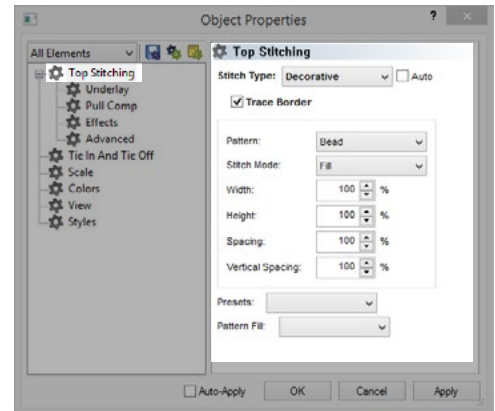 Object Properties
?
All Elements
Top Stitching
Underlay
Pull Comp
Effects
Advanced
Tie In And Tie Off
Scale
Colors
View
Styles
Top Stitching
Stitch Type: Decorative Auto
Trace Border
Pattern: Bead
Stitch Mode: Fill
Width: 100 %
Height: 100 %
Spacing: 100 %
Vertical Spacing: 100 %
Presets:
Pattern Fill:
Auto-Apply OK Cancel Apply